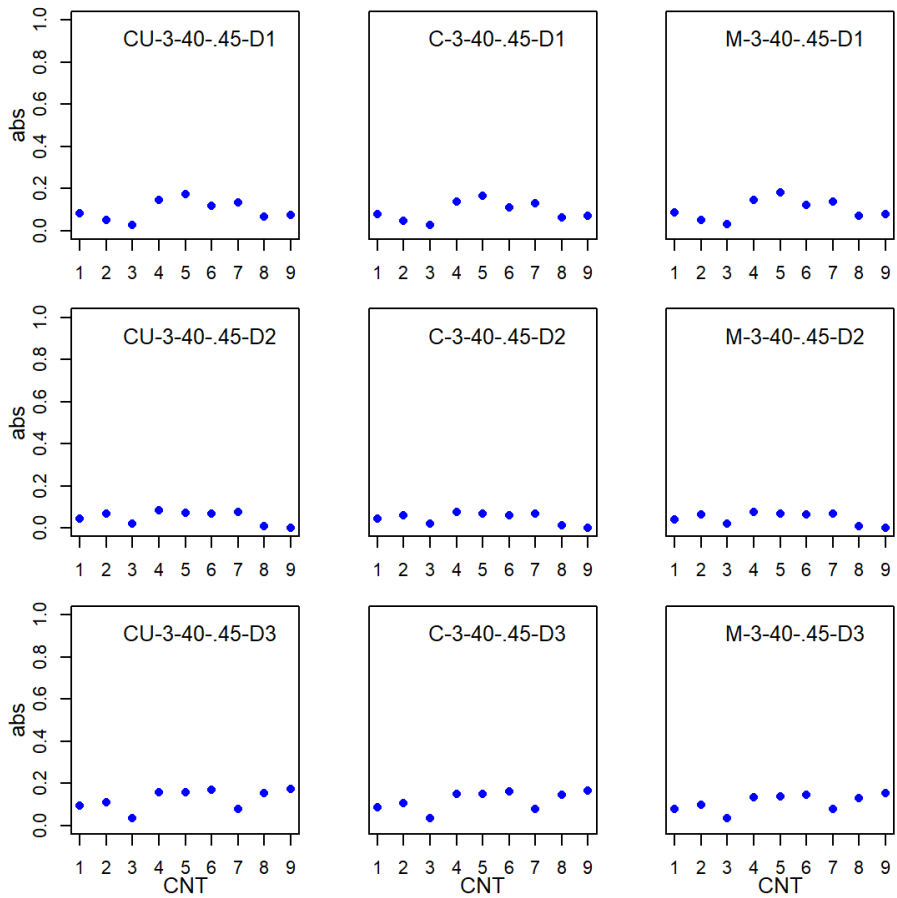 CU-3-40-.45-D1
C-3-40-.45-D1
M-3-40-.45-D1
abs
0.0 0.2 0.4 0.6 0.8 1.0
1 2 3 4 5 6 7 8 9
1 2 3 4 5 6 7 8 9
1 2 3 4 5 6 7 8 9
CU-3-40-.45-D2
C-3-40-.45-D2
M-3-40-.45-D2
abs
0.0 0.2 0.4 0.6 0.8 1.0
1 2 3 4 5 6 7 8 9
1 2 3 4 5 6 7 8 9
1 2 3 4 5 6 7 8 9
CU-3-40-.45-D3
C-3-40-.45-D3
M-3-40-.45-D3
abs
0.0 0.2 0.4 0.6 0.8 1.0
1 2 3 4 5 6 7 8 9
1 2 3 4 5 6 7 8 9
1 2 3 4 5 6 7 8 9
CNT
CNT
CNT